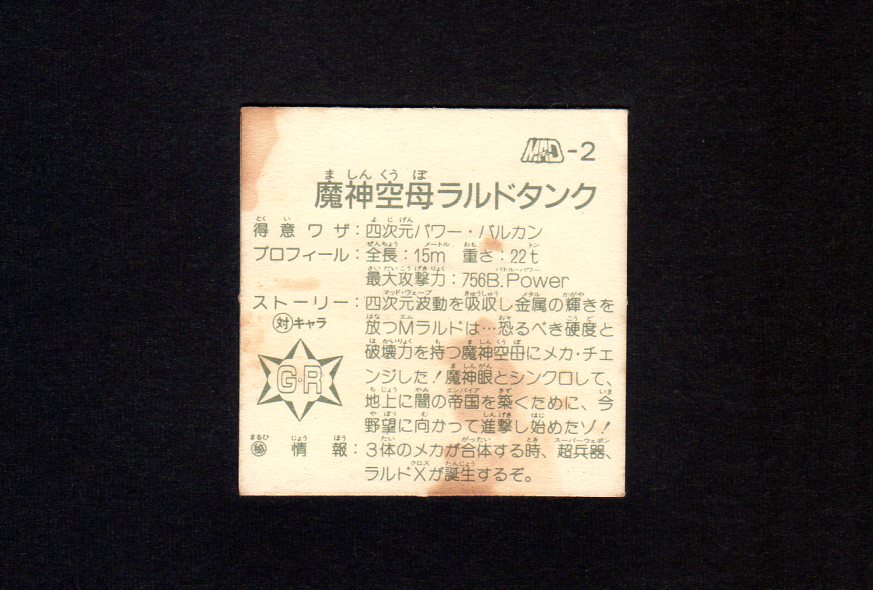 MAD-2
魔神空母ラルドタンク
得意ワザ：四次元パワー・バルカン
プロフィール：全長：15m 重さ：22t
最大攻撃力：756B.Power
ストーリー：四次元波動を吸収し金属の輝きを
対キャラ 放つMラルドは…恐るべき硬度と
破壊力を持つ魔神空母にメカ・チェ
G・R ンジした！魔神眼とシンクロして、
地上に闇の帝国を築くために、今
野望に向かって進撃し始めたゾ！
㊙情報：3体のメカが合体する時、超兵器、
ラルドXが誕生するぞ。